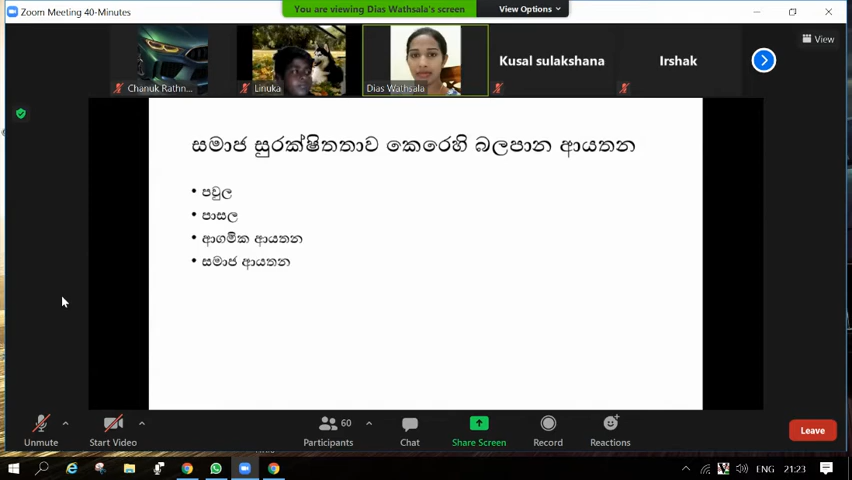 Zoom Meeting 40-Minutes
You are viewing Dias Wathsala's screen
View Options
View
Chanuk Rathn...
Linuka
Dias Wathsala
Kusal sulakshana
Irshak
සමාජ සුරක්ෂිතතාව කෙරෙහි බලපාන ආයතන
• පවුල
• පාසල
• ආගමික ආයතන
• සමාජ ආයතන
Unmute
Start Video
60
Participants
Chat
Share Screen
Record
Reactions
Leave
ENG
21:23